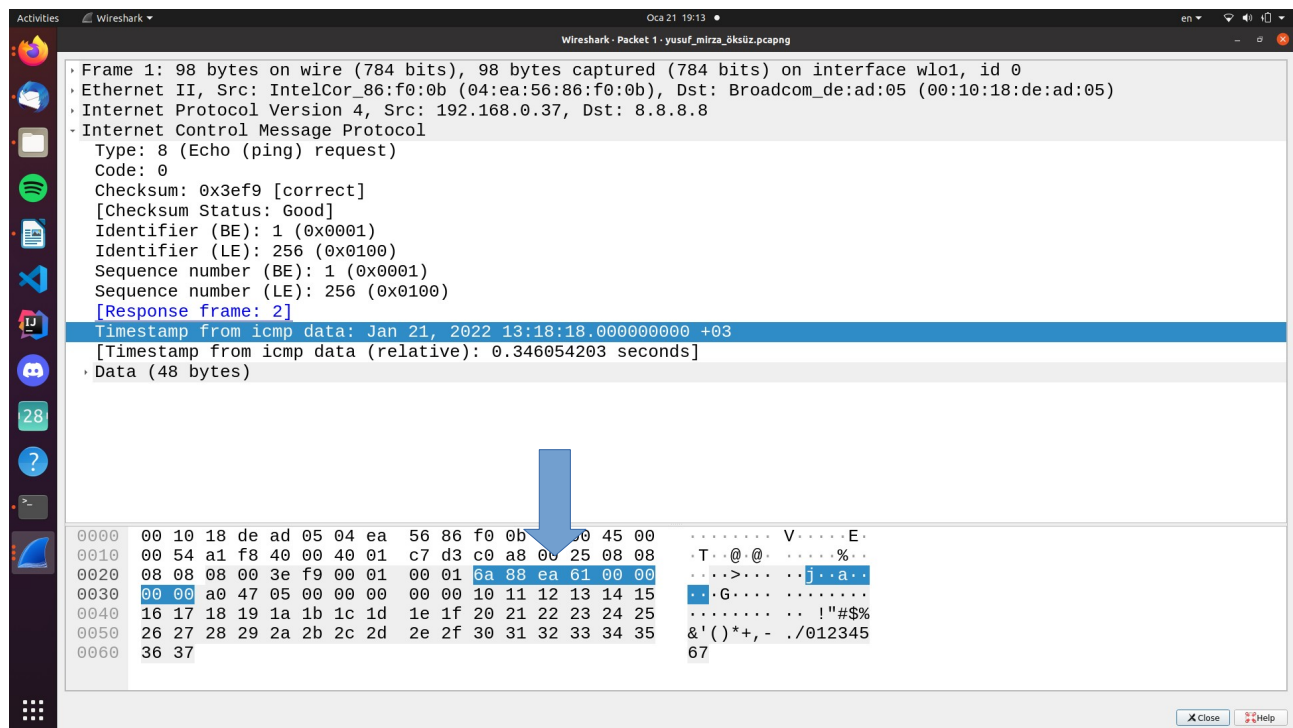 Activities Wireshark Oca 21 19:13 en
Wireshark · Packet 1 · yusuf_mirza_öksüz.pcapng
Frame 1: 98 bytes on wire (784 bits), 98 bytes captured (784 bits) on interface wlo1, id 0
Ethernet II, Src: IntelCor_86:f0:0b (04:ea:56:86:f0:0b), Dst: Broadcom_de:ad:05 (00:10:18:de:ad:05)
Internet Protocol Version 4, Src: 192.168.0.37, Dst: 8.8.8.8
Internet Control Message Protocol
Type: 8 (Echo (ping) request)
Code: 0
Checksum: 0x3ef9 [correct]
[Checksum Status: Good]
Identifier (BE): 1 (0x0001)
Identifier (LE): 256 (0x0100)
Sequence number (BE): 1 (0x0001)
Sequence number (LE): 256 (0x0100)
[Response frame: 2]
Timestamp from icmp data: Jan 21, 2022 13:18:18.000000000 +03
[Timestamp from icmp data (relative): 0.346054203 seconds]
Data (48 bytes)
IJ
28
?
>_
0000 00 10 18 de ad 05 04 ea 56 86 f0 0b 45 00 ········ V·····E·
0010 00 54 a1 f8 40 00 40 01 c7 d3 c0 a8 00 25 08 08 ·T··@·@· ·····%··
0020 08 08 08 00 3e f9 00 01 00 01 6a 88 ea 61 00 00 ····>··· ··j··a··
0030 00 00 a0 47 05 00 00 00 00 00 10 11 12 13 14 15 ···G···· ········
0040 16 17 18 19 1a 1b 1c 1d 1e 1f 20 21 22 23 24 25 ········ ·· !"#$%
0050 26 27 28 29 2a 2b 2c 2d 2e 2f 30 31 32 33 34 35 &'()*+,- ./012345
0060 36 37 67
Close Help